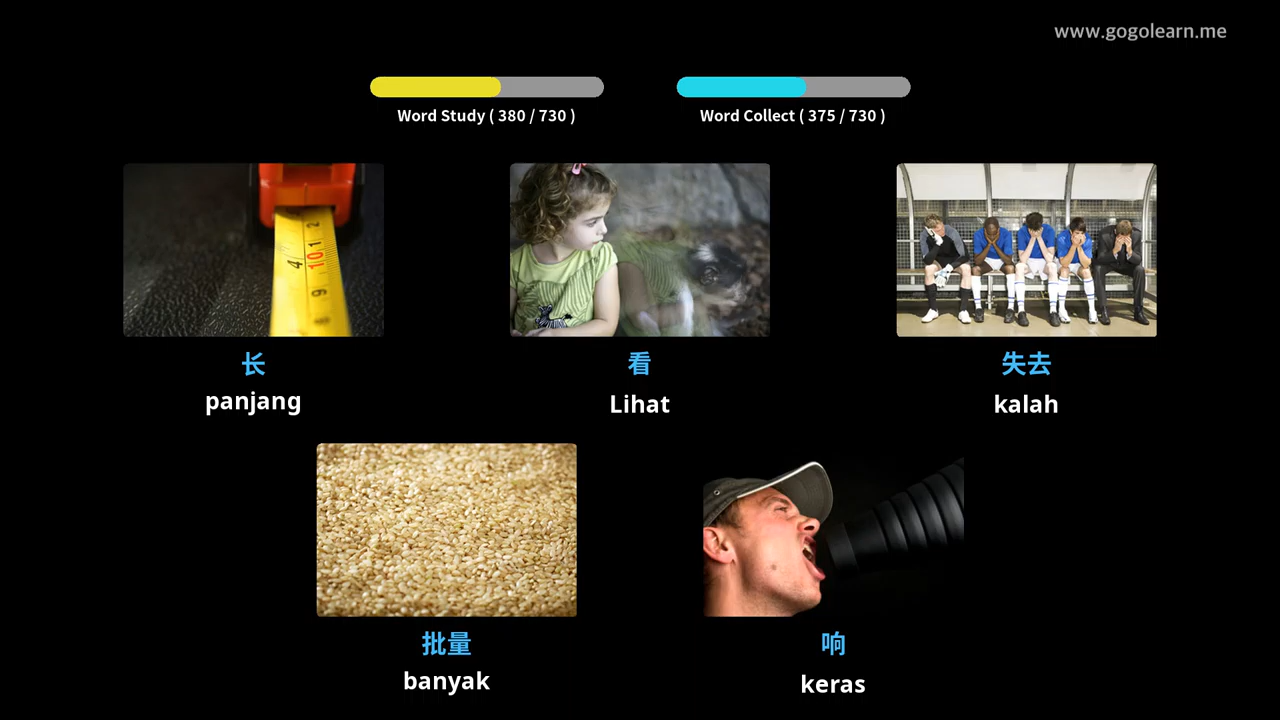 www.gogolearn.me
Word Study ( 380 / 730 )
Word Collect ( 375 / 730 )
长
panjang
看
Lihat
失去
kalah
批量
banyak
响
keras